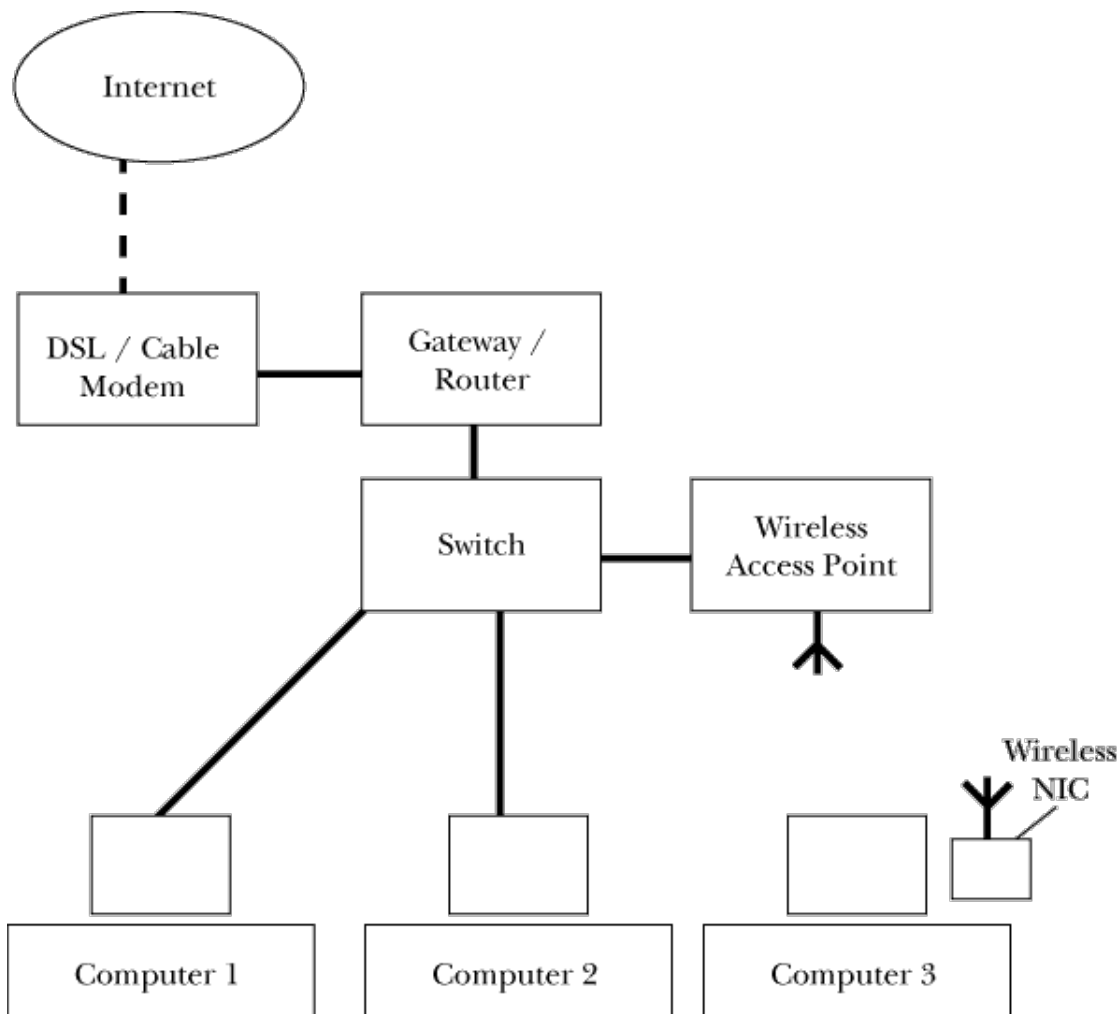 Internet
DSL / Cable
Modem
Gateway /
Router
Switch
Wireless
Access Point
Wireless
NIC
Computer 1
Computer 2
Computer 3